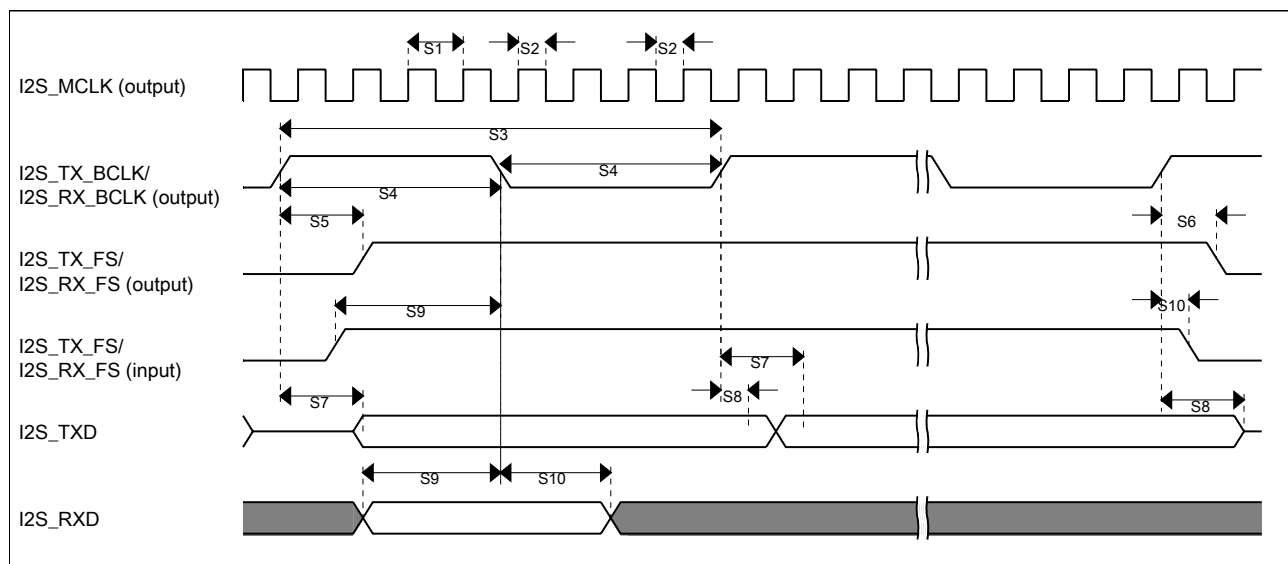 S1
S2
S2
I2S_MCLK (output)
S3
I2S_TX_BCLK/
I2S_RX_BCLK (output)
S4
S4
S5
S6
I2S_TX_FS/
I2S_RX_FS (output)
S9
S10
I2S_TX_FS/
I2S_RX_FS (input)
S7
S7
S8
S8
I2S_TXD
S9
S10
I2S_RXD